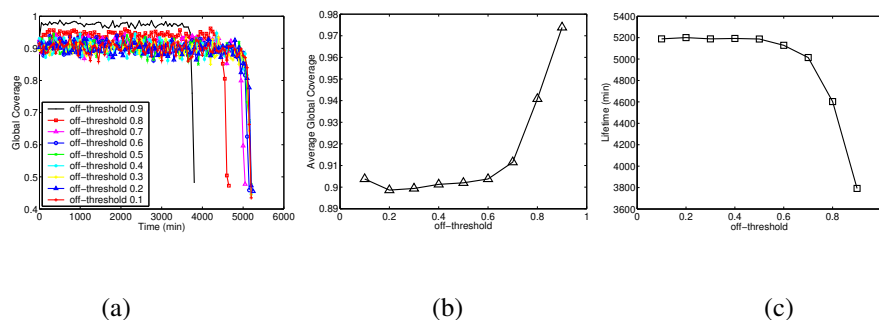 Global Coverage
1
0.9
0.8
0.7
0.6
0.5
0.4
off−threshold 0.9
off−threshold 0.8
off−threshold 0.7
off−threshold 0.6
off−threshold 0.5
off−threshold 0.4
off−threshold 0.3
off−threshold 0.2
off−threshold 0.1
0 1000 2000 3000 4000 5000 6000
Time (min)
(a)
Average Global Coverage
0.98
0.97
0.96
0.95
0.94
0.93
0.92
0.91
0.9
0.89
0 0.2 0.4 0.6 0.8 1
off−threshold
(b)
Lifetime (min)
5400
5200
5000
4800
4600
4400
4200
4000
3800
3600
0 0.2 0.4 0.6 0.8 1
off−threshold
(c)